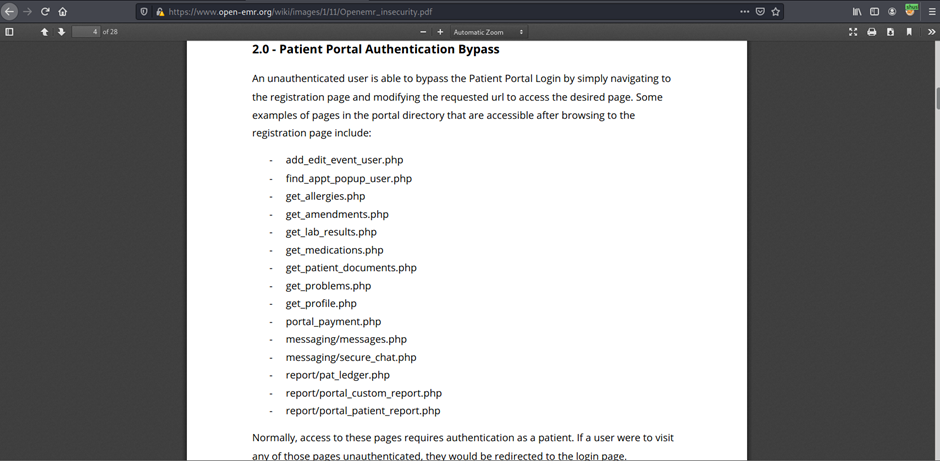 https://www.open-emr.org/wiki/images/1/11/Openemr_insecurity.pdf
4 of 28
Automatic Zoom
2.0 - Patient Portal Authentication Bypass
An unauthenticated user is able to bypass the Patient Portal Login by simply navigating to
the registration page and modifying the requested url to access the desired page. Some
examples of pages in the portal directory that are accessible after browsing to the
registration page include:
- add_edit_event_user.php
- find_appt_popup_user.php
- get_allergies.php
- get_amendments.php
- get_lab_results.php
- get_medications.php
- get_patient_documents.php
- get_problems.php
- get_profile.php
- portal_payment.php
- messaging/messages.php
- messaging/secure_chat.php
- report/pat_ledger.php
- report/portal_custom_report.php
- report/portal_patient_report.php
Normally, access to these pages requires authentication as a patient. If a user were to visit
any of those pages unauthenticated, they would be redirected to the login page.